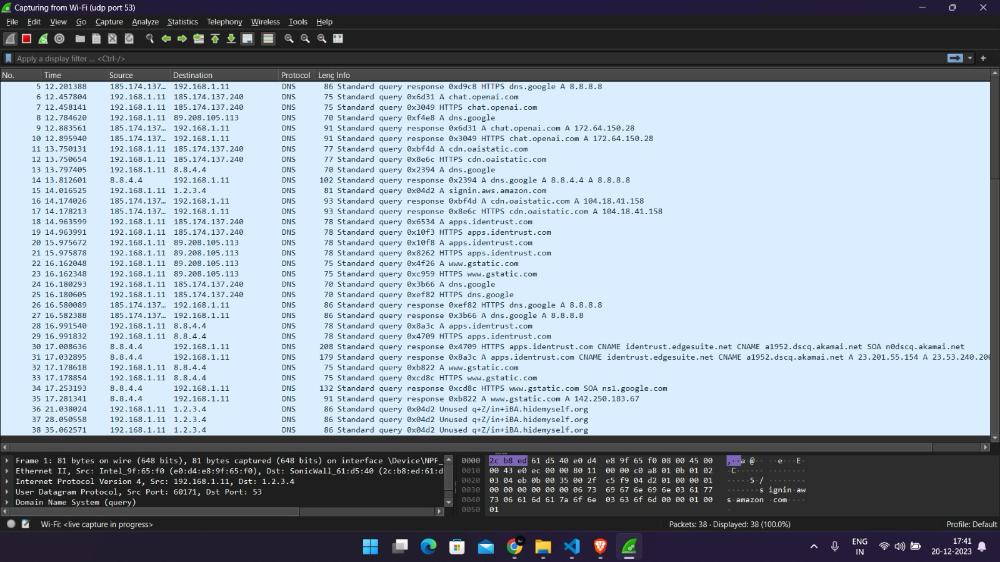 Capturing from Wi-Fi (udp port 53)
File Edit View Go Capture Analyze Statistics Telephony Wireless Tools Help
Apply a display filter ... <Ctrl-/>
No. Time Source Destination Protocol Leng Info
5 12.201388 185.174.137… 192.168.1.11 DNS 86 Standard query response 0xd9c8 HTTPS dns.google A 8.8.8.8
6 12.457804 192.168.1.11 185.174.137.240 DNS 75 Standard query 0x6d31 A chat.openai.com
7 12.458141 192.168.1.11 185.174.137.240 DNS 75 Standard query 0x3049 HTTPS chat.openai.com
8 12.784620 192.168.1.11 89.208.105.113 DNS 70 Standard query 0xf4e8 A dns.google
9 12.883561 185.174.137… 192.168.1.11 DNS 91 Standard query response 0x6d31 A chat.openai.com A 172.64.150.28
10 12.895940 185.174.137… 192.168.1.11 DNS 91 Standard query response 0x3049 HTTPS chat.openai.com A 172.64.150.28
11 13.750131 192.168.1.11 185.174.137.240 DNS 77 Standard query 0xbf4d A cdn.oaistatic.com
12 13.750654 192.168.1.11 185.174.137.240 DNS 77 Standard query 0x8e6c HTTPS cdn.oaistatic.com
13 13.797405 192.168.1.11 8.8.4.4 DNS 70 Standard query 0x2394 A dns.google
14 13.812601 8.8.4.4 192.168.1.11 DNS 102 Standard query response 0x2394 A dns.google A 8.8.4.4 A 8.8.8.8
15 14.016525 192.168.1.11 1.2.3.4 DNS 81 Standard query 0x04d2 A signin.aws.amazon.com
16 14.174026 185.174.137… 192.168.1.11 DNS 93 Standard query response 0xbf4d A cdn.oaistatic.com A 104.18.41.158
17 14.178213 185.174.137… 192.168.1.11 DNS 93 Standard query response 0x8e6c HTTPS cdn.oaistatic.com A 104.18.41.158
18 14.963599 192.168.1.11 185.174.137.240 DNS 78 Standard query 0x6534 A apps.identrust.com
19 14.963991 192.168.1.11 185.174.137.240 DNS 78 Standard query 0x10f3 HTTPS apps.identrust.com
20 15.975672 192.168.1.11 89.208.105.113 DNS 78 Standard query 0x10f8 A apps.identrust.com
21 15.975878 192.168.1.11 89.208.105.113 DNS 78 Standard query 0x8262 HTTPS apps.identrust.com
22 16.162048 192.168.1.11 89.208.105.113 DNS 75 Standard query 0x4f26 A www.gstatic.com
23 16.162348 192.168.1.11 89.208.105.113 DNS 75 Standard query 0xc959 HTTPS www.gstatic.com
24 16.180293 192.168.1.11 185.174.137.240 DNS 70 Standard query 0x3b66 A dns.google
25 16.180605 192.168.1.11 185.174.137.240 DNS 70 Standard query 0xef82 HTTPS dns.google
26 16.580089 185.174.137… 192.168.1.11 DNS 86 Standard query response 0xef82 HTTPS dns.google A 8.8.8.8
27 16.582388 185.174.137… 192.168.1.11 DNS 86 Standard query response 0x3b66 A dns.google A 8.8.8.8
28 16.991540 192.168.1.11 8.8.4.4 DNS 78 Standard query 0x8a3c A apps.identrust.com
29 16.991832 192.168.1.11 8.8.4.4 DNS 78 Standard query 0x4709 HTTPS apps.identrust.com
30 17.008636 8.8.4.4 192.168.1.11 DNS 208 Standard query response 0x4709 HTTPS apps.identrust.com CNAME identrust.edgesuite.net CNAME a1952.dscq.akamai.net SOA n0dscq.akamai.net
31 17.032895 8.8.4.4 192.168.1.11 DNS 179 Standard query response 0x8a3c A apps.identrust.com CNAME identrust.edgesuite.net CNAME a1952.dscq.akamai.net A 23.201.55.154 A 23.53.240.20
32 17.178618 192.168.1.11 8.8.4.4 DNS 75 Standard query 0xb822 A www.gstatic.com
33 17.178854 192.168.1.11 8.8.4.4 DNS 75 Standard query 0xcd8c HTTPS www.gstatic.com
34 17.253193 8.8.4.4 192.168.1.11 DNS 132 Standard query response 0xcd8c HTTPS www.gstatic.com SOA ns1.google.com
35 17.281341 8.8.4.4 192.168.1.11 DNS 91 Standard query response 0xb822 A www.gstatic.com A 142.250.183.67
36 21.038024 192.168.1.11 1.2.3.4 DNS 86 Standard query 0x04d2 Unused q+Z/in+iBA.hidemyself.org
37 28.050558 192.168.1.11 1.2.3.4 DNS 86 Standard query 0x04d2 Unused q+Z/in+iBA.hidemyself.org
38 35.062571 192.168.1.11 1.2.3.4 DNS 86 Standard query 0x04d2 Unused q+Z/in+iBA.hidemyself.org
Frame 1: 81 bytes on wire (648 bits), 81 bytes captured (648 bits) on interface \Device\NPF_
Ethernet II, Src: Intel_9f:65:f0 (e0:d4:e8:9f:65:f0), Dst: SonicWall_61:d5:40 (2c:b8:ed:61:d5
Internet Protocol Version 4, Src: 192.168.1.11, Dst: 1.2.3.4
User Datagram Protocol, Src Port: 60171, Dst Port: 53
Domain Name System (query)
0000 2c b8 ed 61 d5 40 e0 d4 e8 9f 65 f0 08 00 45 00 ,··a·@·· ··e···E·
0010 00 43 e0 ec 00 00 80 11 00 00 c0 a8 01 0b 01 02 ·C······ ········
0020 03 04 eb 0b 00 35 00 2f c5 f9 04 d2 01 00 00 01 ·····5·/ ········
0030 00 00 00 00 00 00 06 73 69 67 6e 69 6e 03 61 77 ·······s ignin·aw
0040 73 06 61 6d 61 7a 6f 6e 03 63 6f 6d 00 00 01 00 s·amazon ·com····
0050 01 ·
Wi-Fi: <live capture in progress>
Packets: 38 · Displayed: 38 (100.0%)
Profile: Default
ENG
IN
17:41
20-12-2023